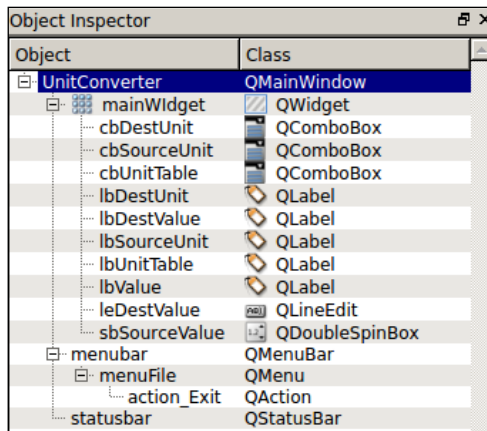 Object Inspector
Object Class
UnitConverter QMainWindow
mainWIdget QWidget
cbDestUnit QComboBox
cbSourceUnit QComboBox
cbUnitTable QComboBox
lbDestUnit QLabel
lbDestValue QLabel
lbSourceUnit QLabel
lbUnitTable QLabel
lbValue QLabel
leDestValue QLineEdit
sbSourceValue QDoubleSpinBox
menubar QMenuBar
menuFile QMenu
action_Exit QAction
statusbar QStatusBar